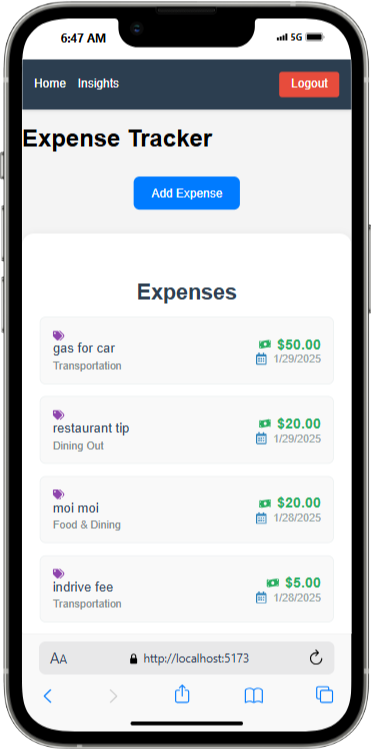 6:47 AM 5G
Home Insights Logout
Expense Tracker
Add Expense
Expenses
gas for car
Transportation
$50.00
1/29/2025
restaurant tip
Dining Out
$20.00
1/29/2025
moi moi
Food & Dining
$20.00
1/28/2025
indrive fee
Transportation
$5.00
1/28/2025
AA http://localhost:5173